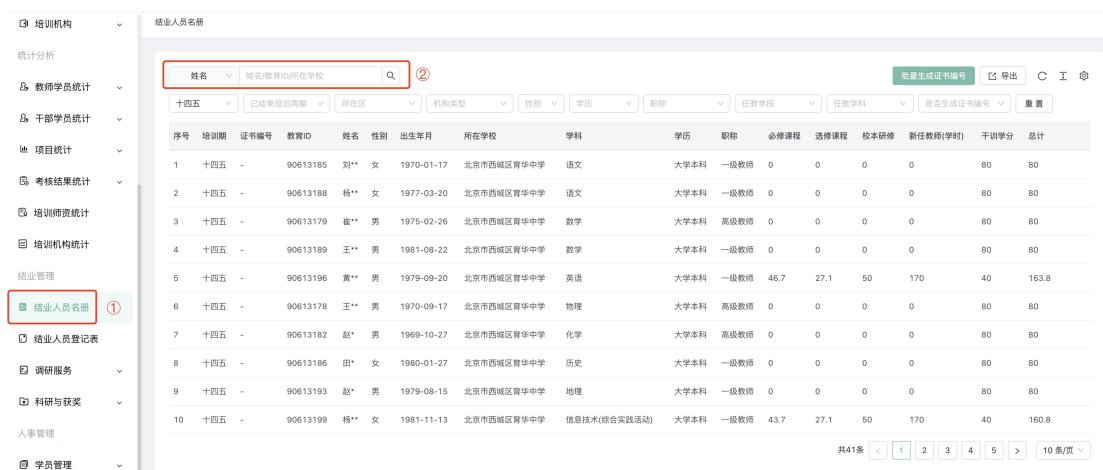 培训机构
结业人员名册
统计分析
教师学员统计
干部学员统计
项目统计
考核结果统计
培训师资统计
培训机构统计
结业管理
结业人员名册 ①
结业人员登记表
调研服务
科研与获奖
人事管理
学员管理
姓名 姓名/教育ID/所在学校 ② 批量生成证书编号 导出
十四五 已结束培训周期 所在区 机构类型 性别 学历 职称 任教学段 任教学科 是否生成证书编号 重置
序号 培训期 证书编号 教育ID 姓名 性别 出生年月 所在学校 学科 学历 职称 必修课程 选修课程 校本研修 新任教师(学时) 干训学分 总计
1 十四五 - 90613185 刘** 女 1970-01-17 北京市西城区育华中学 语文 大学本科 一级教师 0 0 0 0 80 80
2 十四五 - 90613188 杨** 女 1977-03-20 北京市西城区育华中学 语文 大学本科 一级教师 0 0 0 0 80 80
3 十四五 - 90613179 崔** 男 1975-02-26 北京市西城区育华中学 数学 大学本科 高级教师 0 0 0 0 80 80
4 十四五 - 90613189 王** 男 1981-08-22 北京市西城区育华中学 数学 大学本科 一级教师 0 0 0 0 80 80
5 十四五 - 90613196 黄** 男 1979-09-20 北京市西城区育华中学 英语 大学本科 一级教师 46.7 27.1 50 170 40 163.8
6 十四五 - 90613178 王** 男 1970-09-17 北京市西城区育华中学 物理 大学本科 高级教师 0 0 0 0 80 80
7 十四五 - 90613182 赵* 男 1969-10-27 北京市西城区育华中学 化学 大学本科 高级教师 0 0 0 0 80 80
8 十四五 - 90613186 田* 女 1980-01-27 北京市西城区育华中学 历史 大学本科 一级教师 0 0 0 0 80 80
9 十四五 - 90613193 赵* 男 1979-08-15 北京市西城区育华中学 地理 大学本科 一级教师 0 0 0 0 80 80
10 十四五 - 90613199 杨** 女 1981-11-13 北京市西城区育华中学 信息技术(综合实践活动) 大学本科 一级教师 43.7 27.1 50 170 40 160.8
共41条 < 1 2 3 4 5 > 10 条/页